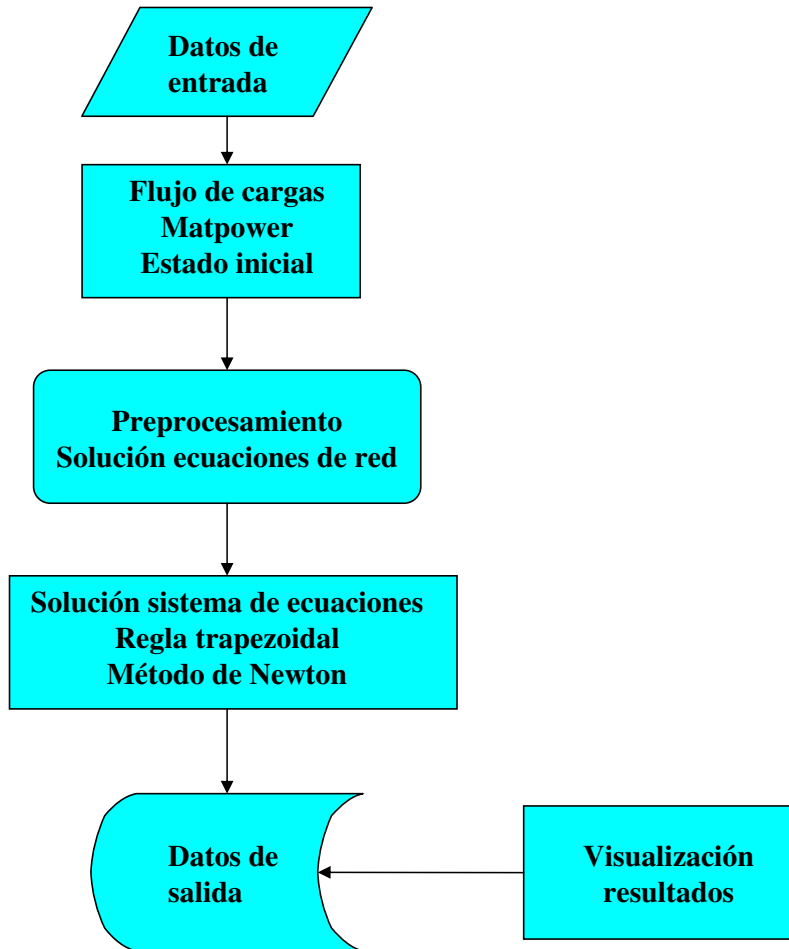 Datos de
entrada
Flujo de cargas
Matpower
Estado inicial
Preprocesamiento
Solución ecuaciones de red
Solución sistema de ecuaciones
Regla trapezoidal
Método de Newton
Datos de
salida
Visualización
resultados